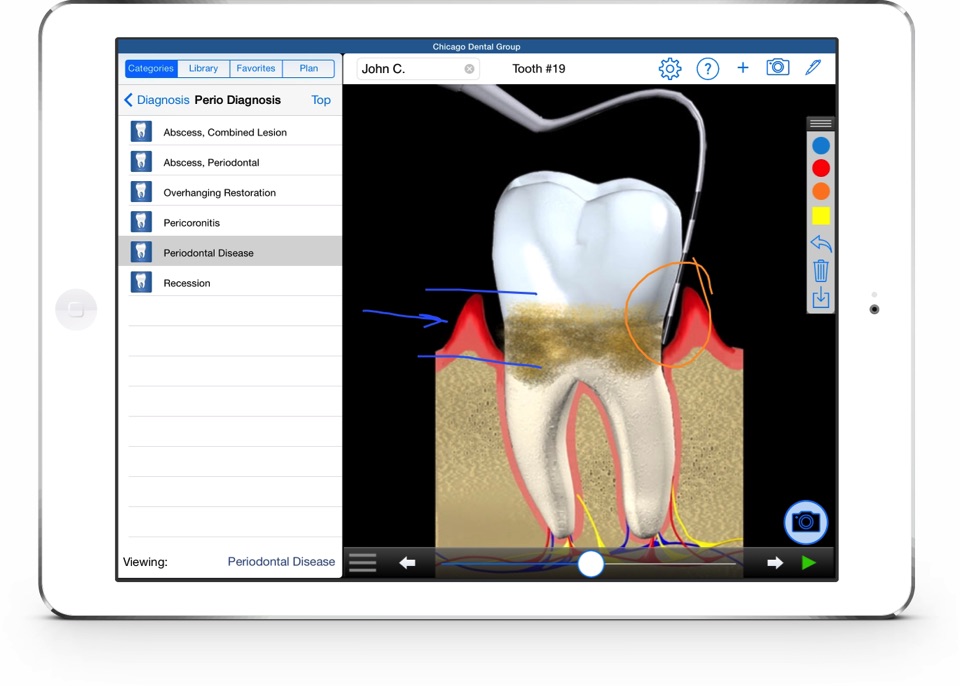 Chicago Dental Group
Categories Library Favorites Plan
John C. Tooth #19
Diagnosis Perio Diagnosis Top
Abscess, Combined Lesion
Abscess, Periodontal
Overhanging Restoration
Pericoronitis
Periodontal Disease
Recession
Viewing: Periodontal Disease